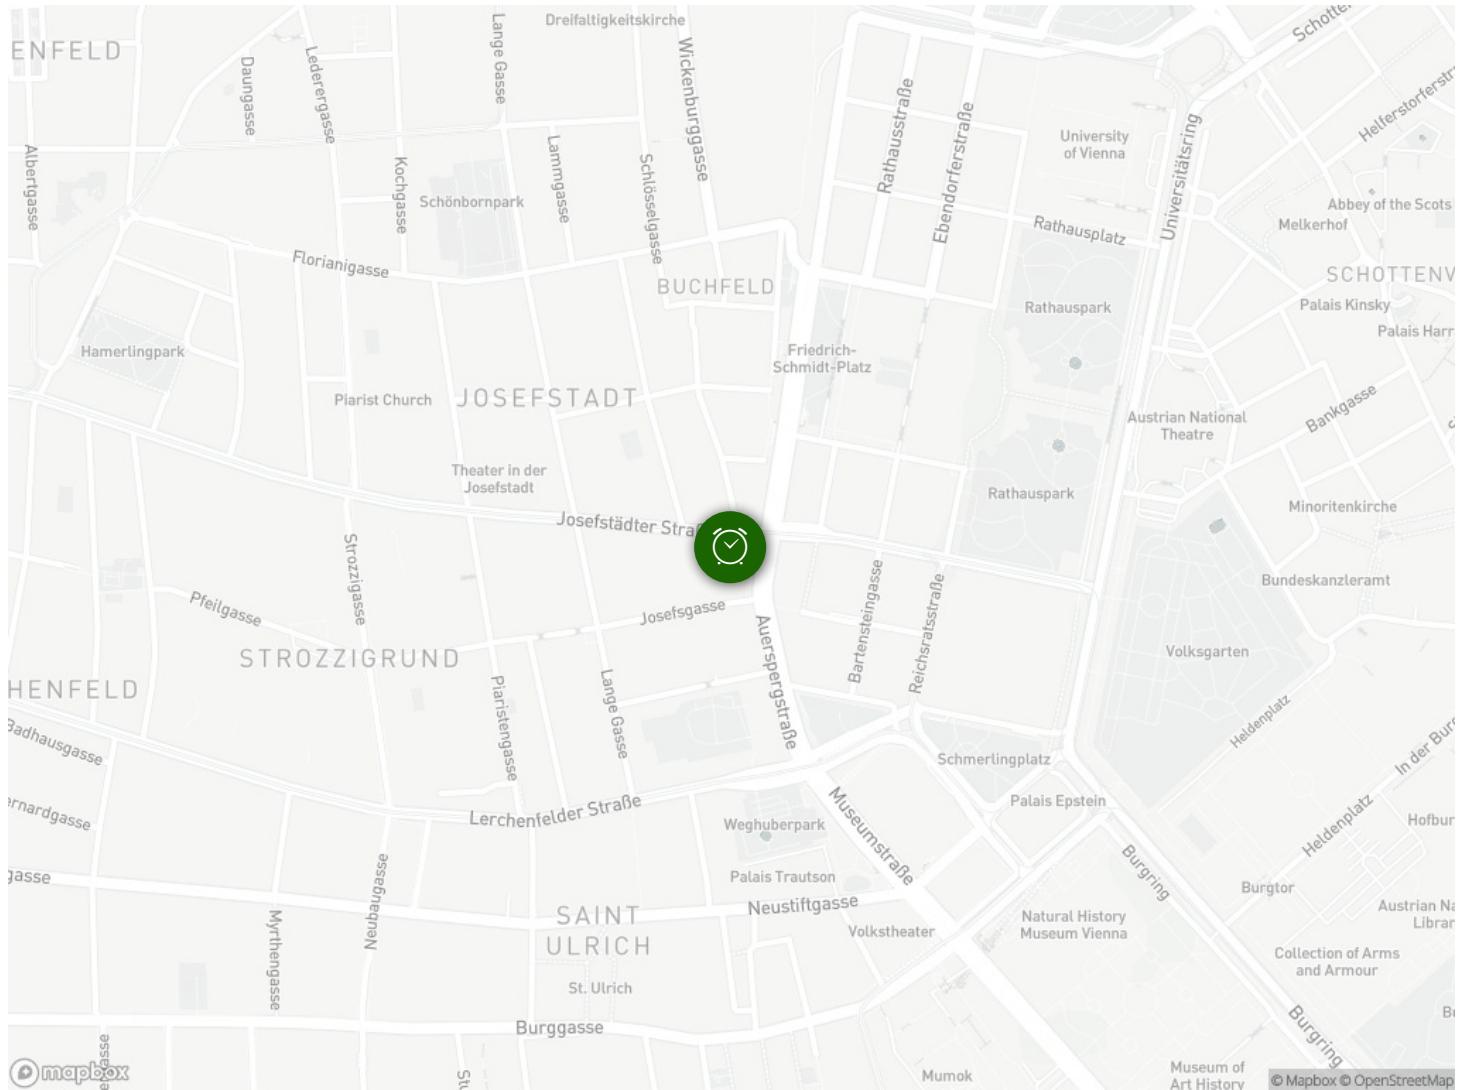 Dreifaltigkeitskirche
Schotte
ENFELD
Lange Gasse
Wickenburggasse
Daungasse
Lederergasse
Rathausstraße
Ebendorferstraße
University
of Vienna
Universitätsring
Helferstorferstr
Albertgasse
Kochgasse
Lammgasse
Schlösselgasse
Schönbornpark
Abbey of the Scots
Melkerhof
Rathausplatz
Florianigasse
BUCHFELD
SCHOTTENV
Rathauspark
Palais Kinsky
Palais Harr
Hamerlingpark
Friedrich-
Schmidt-Platz
Piarist Church
JOSEFSTADT
Austrian National
Theatre
Bankgasse
Theater in der
Josefstadt
Rathauspark
Minoritenkirche
Josefstädter Straß
Strozzigasse
Bartensteingasse
Reichsratsstraße
Bundeskanzleramt
Pfeilgasse
Josefsgasse
Auerspergstraße
Volksgarten
STROZZIGRUND
HENFELD
Piaristengasse
Lange Gasse
Heldenplatz
Badhausgasse
In der Burg
Schmerlingplatz
Palais Epstein
ernardgasse
Lerchenfelder Straße
Weghuberpark
Museumstraße
Heldenplatz
Hofbur
Burgring
gasse
Neubaugasse
Palais Trautson
Burgtor
Neustiftgasse
Austrian Na
Librar
Myrthengasse
SAINT
ULRICH
Volkstheater
Natural History
Museum Vienna
Collection of Arms
and Armour
St. Ulrich
Burggasse
Burgring
gasse
Mumok
Museum of
Art History
mapbox
© Mapbox © OpenStreetMap